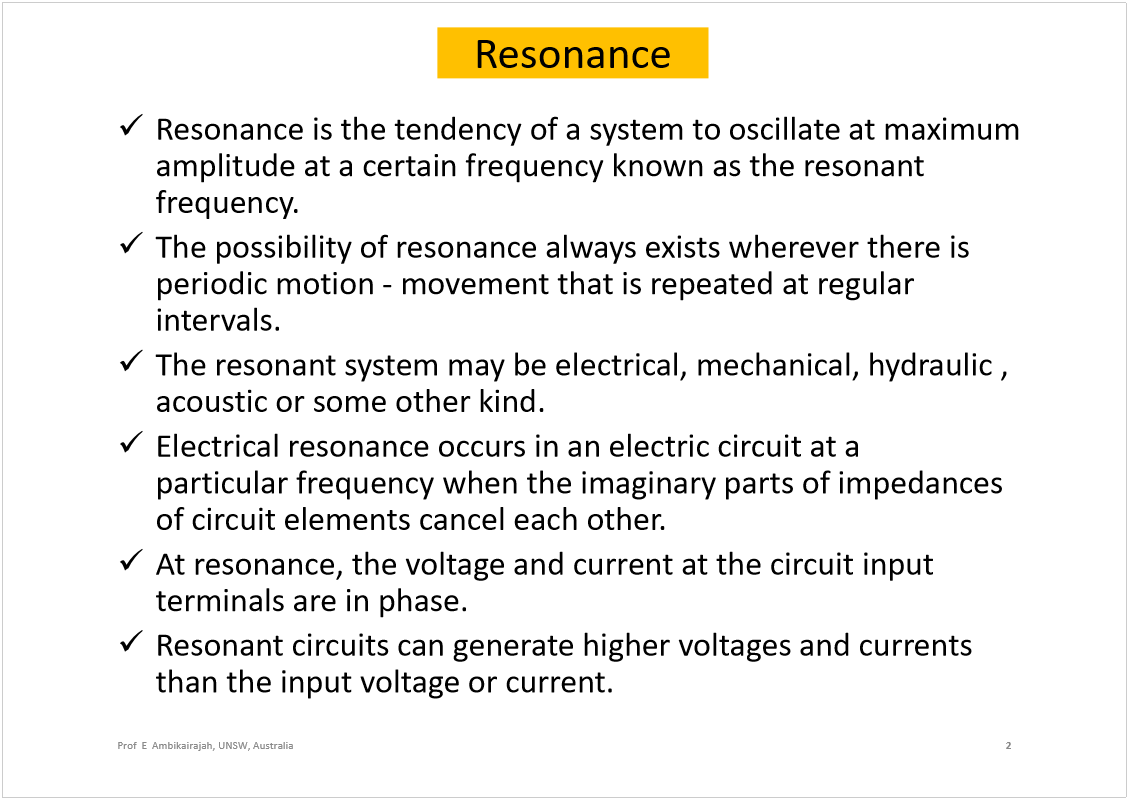 Resonance
✓ Resonance is the tendency of a system to oscillate at maximum
amplitude at a certain frequency known as the resonant
frequency.
✓ The possibility of resonance always exists wherever there is
periodic motion - movement that is repeated at regular
intervals.
✓ The resonant system may be electrical, mechanical, hydraulic ,
acoustic or some other kind.
✓ Electrical resonance occurs in an electric circuit at a
particular frequency when the imaginary parts of impedances
of circuit elements cancel each other.
✓ At resonance, the voltage and current at the circuit input
terminals are in phase.
✓ Resonant circuits can generate higher voltages and currents
than the input voltage or current.
Prof E Ambikairajah, UNSW, Australia
2